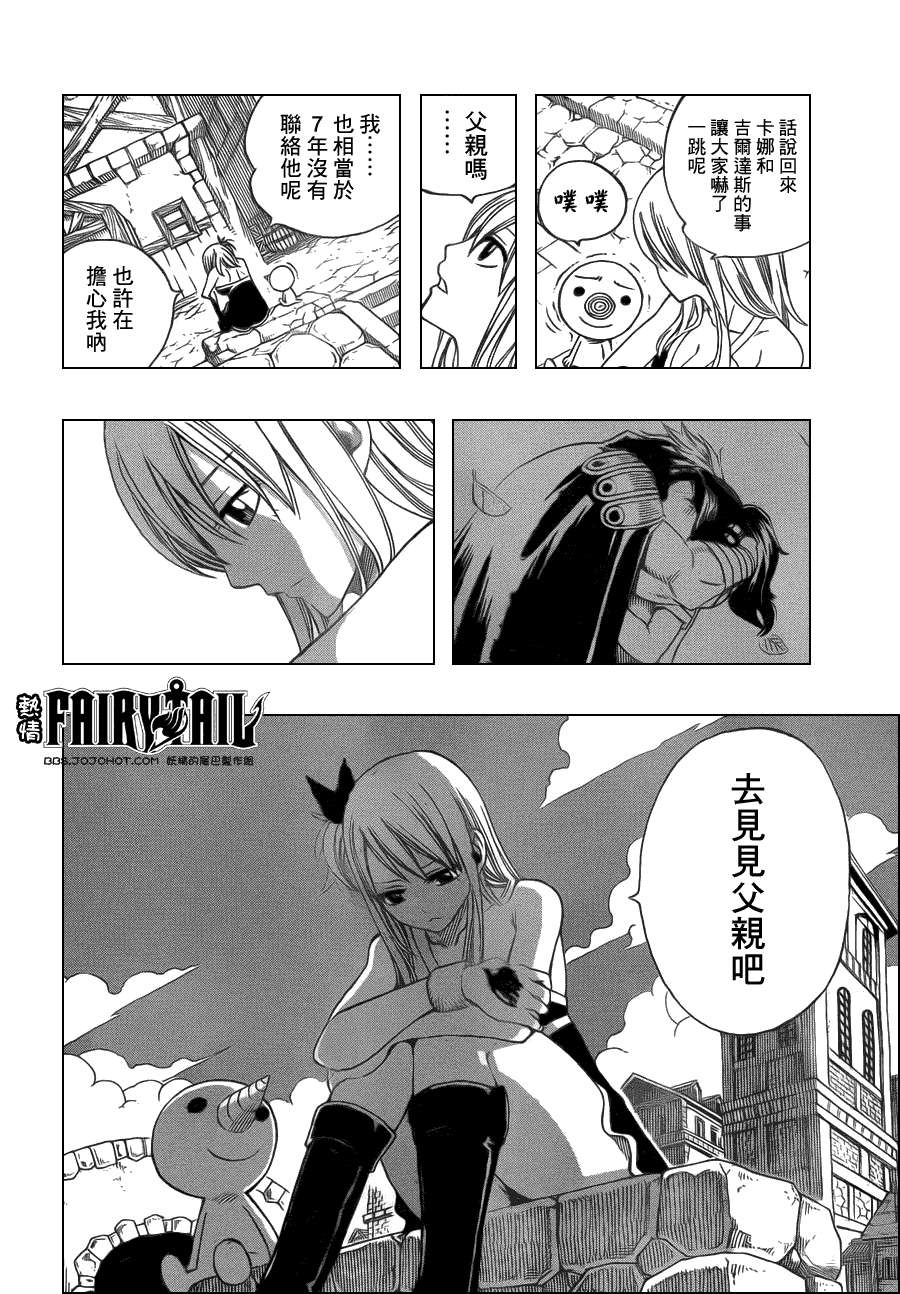 話說回來
卡娜和
吉爾達斯的事
讓大家嚇了
一跳呢
噗噗
父親嗎
……
我……
也相當於
7年沒有
聯絡他呢
也許在
擔心我吶
熱情
FAIRY TAIL
BBS.JOJOHOT.COM 妖精的尾巴製作組
去見見父親吧